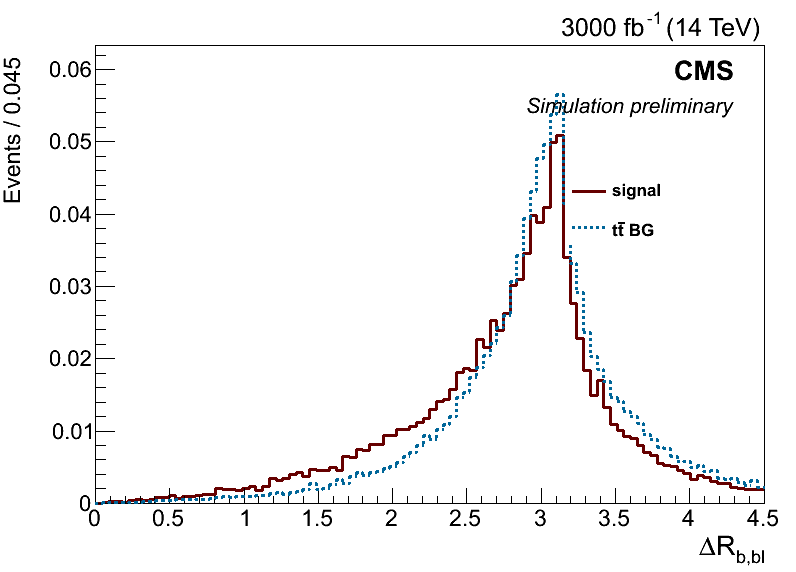 3000 fb⁻¹ (14 TeV)
CMS
Simulation preliminary
signal
tt̄ BG
Events / 0.045
0.06
0.05
0.04
0.03
0.02
0.01
0
0 0.5 1 1.5 2 2.5 3 3.5 4 4.5
ΔR_b,bl